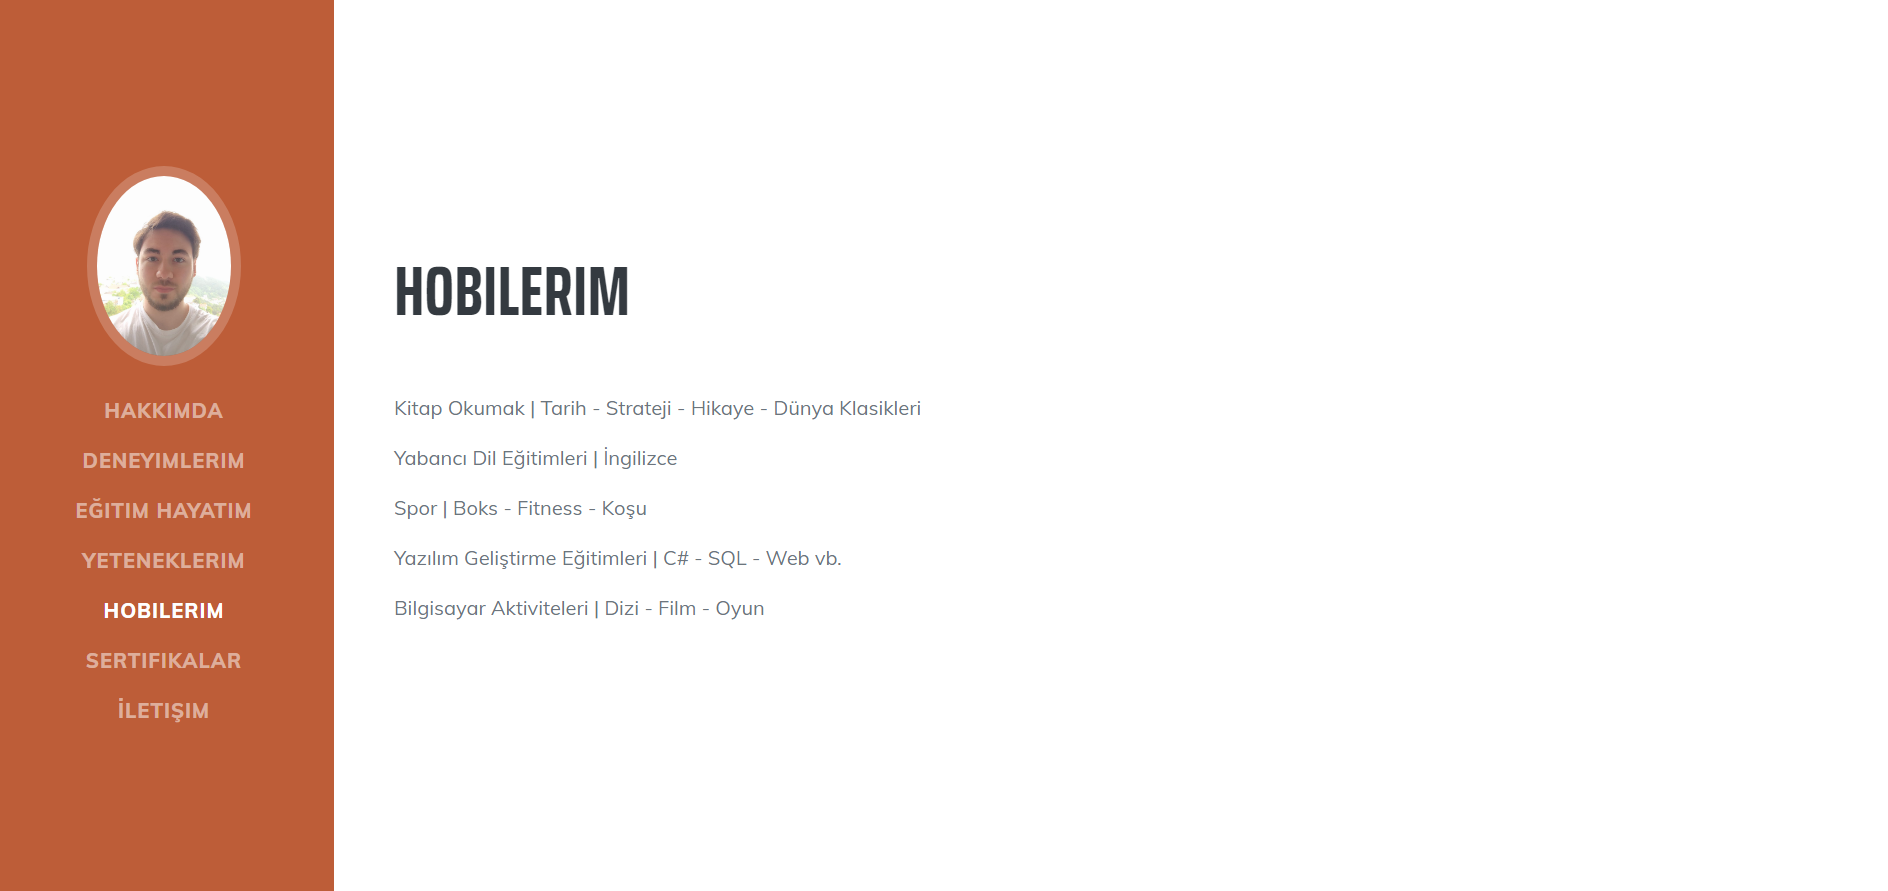 HAKKIMDA
DENEYIMLERIM
EĞITIM HAYATIM
YETENEKLERIM
HOBILERIM
SERTIFIKALAR
İLETIŞIM
HOBILERIM
Kitap Okumak | Tarih - Strateji - Hikaye - Dünya Klasikleri
Yabancı Dil Eğitimleri | İngilizce
Spor | Boks - Fitness - Koşu
Yazılım Geliştirme Eğitimleri | C# - SQL - Web vb.
Bilgisayar Aktiviteleri | Dizi - Film - Oyun